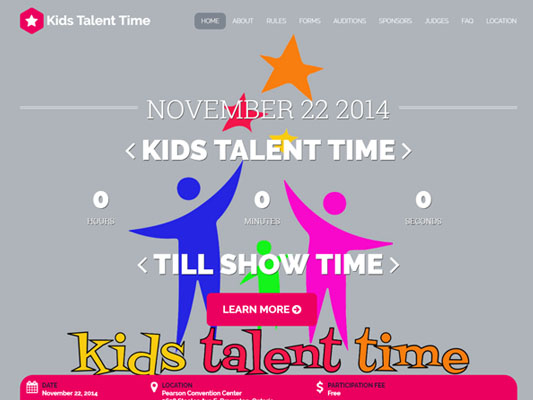 Kids Talent Time
HOME ABOUT RULES FORMS AUDITIONS SPONSORS JUDGES FAQ LOCATION
NOVEMBER 22 2014
KIDS TALENT TIME
0 0 0
HOURS MINUTES SECONDS
TILL SHOW TIME
LEARN MORE
kids talent time
DATE LOCATION PARTICIPATION FEE
November 22, 2014 Pearson Convention Center Free